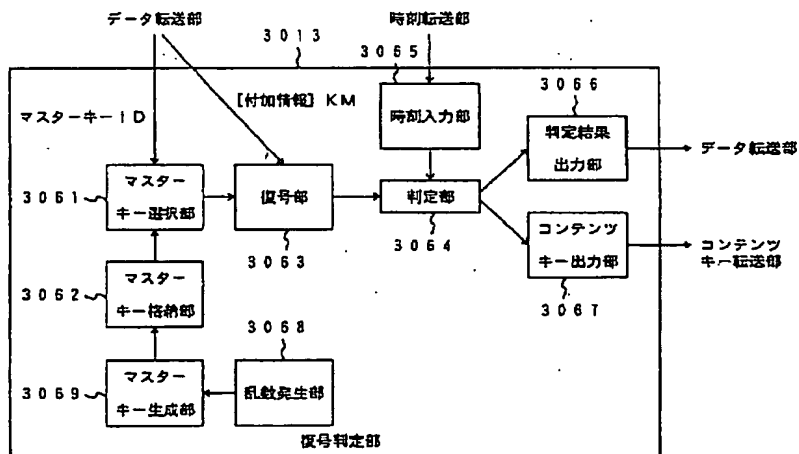 データ転送部
時刻転送部
3013
3065
[付加情報] KM
マスターキーID
時刻入力部
3066
判定結果
出力部
データ転送部
3061
マスター
キー選択部
復号部
判定部
3064
3063
コンテンツ
キー出力部
コンテンツ
キー転送部
3062
マスター
キー格納部
3067
3068
3069
マスター
キー生成部
乱数発生部
復号判定部